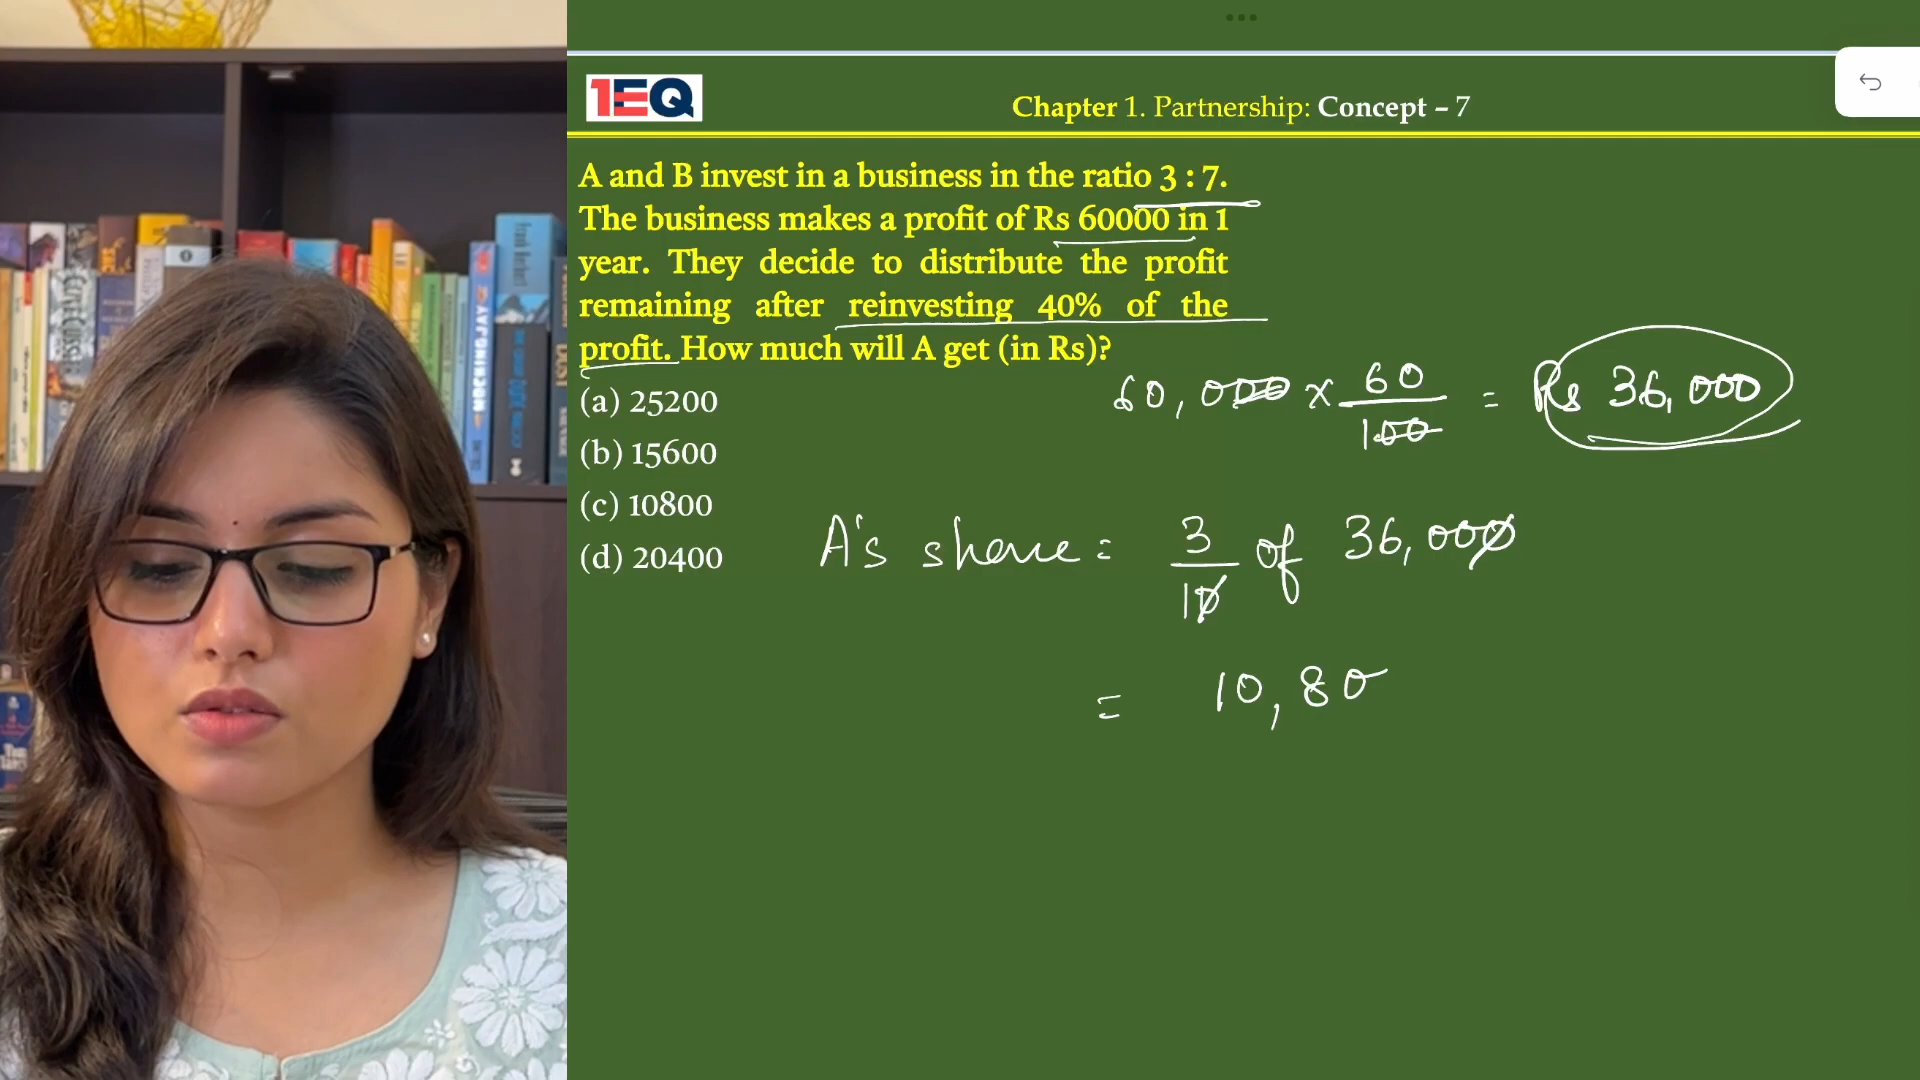 1EQ
Chapter 1. Partnership: Concept – 7
A and B invest in a business in the ratio 3 : 7.
The business makes a profit of Rs 60000 in 1
year. They decide to distribute the profit
remaining after reinvesting 40% of the
profit. How much will A get (in Rs)?
(a) 25200
(b) 15600
(c) 10800
(d) 20400
60,000 x 60/100 = Rs 36,000
A's share = 3/10 of 36,000
= 10,80
MOCKINGJAY